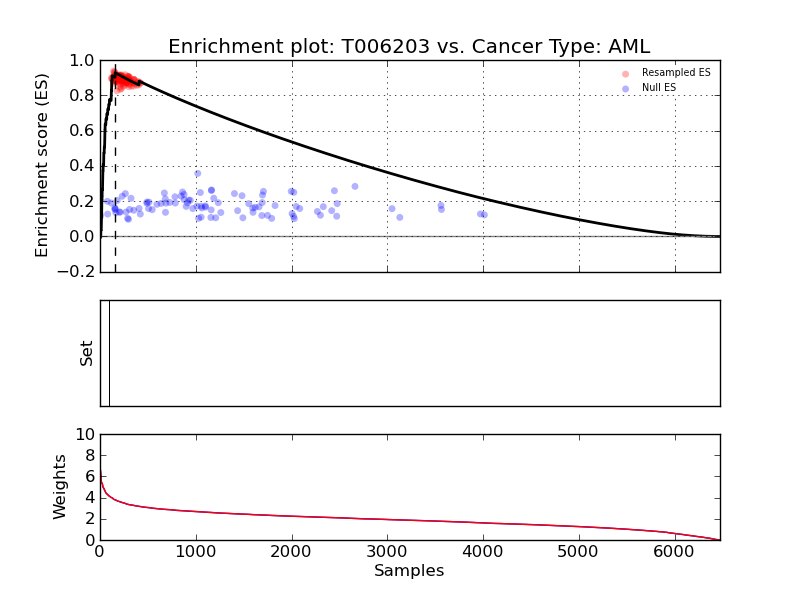 Enrichment plot: T006203 vs. Cancer Type: AML
Enrichment score (ES)
1.0
0.8
0.6
0.4
0.2
0.0
−0.2
Resampled ES
Null ES
Set
Weights
10
8
6
4
2
0
0 1000 2000 3000 4000 5000 6000
Samples